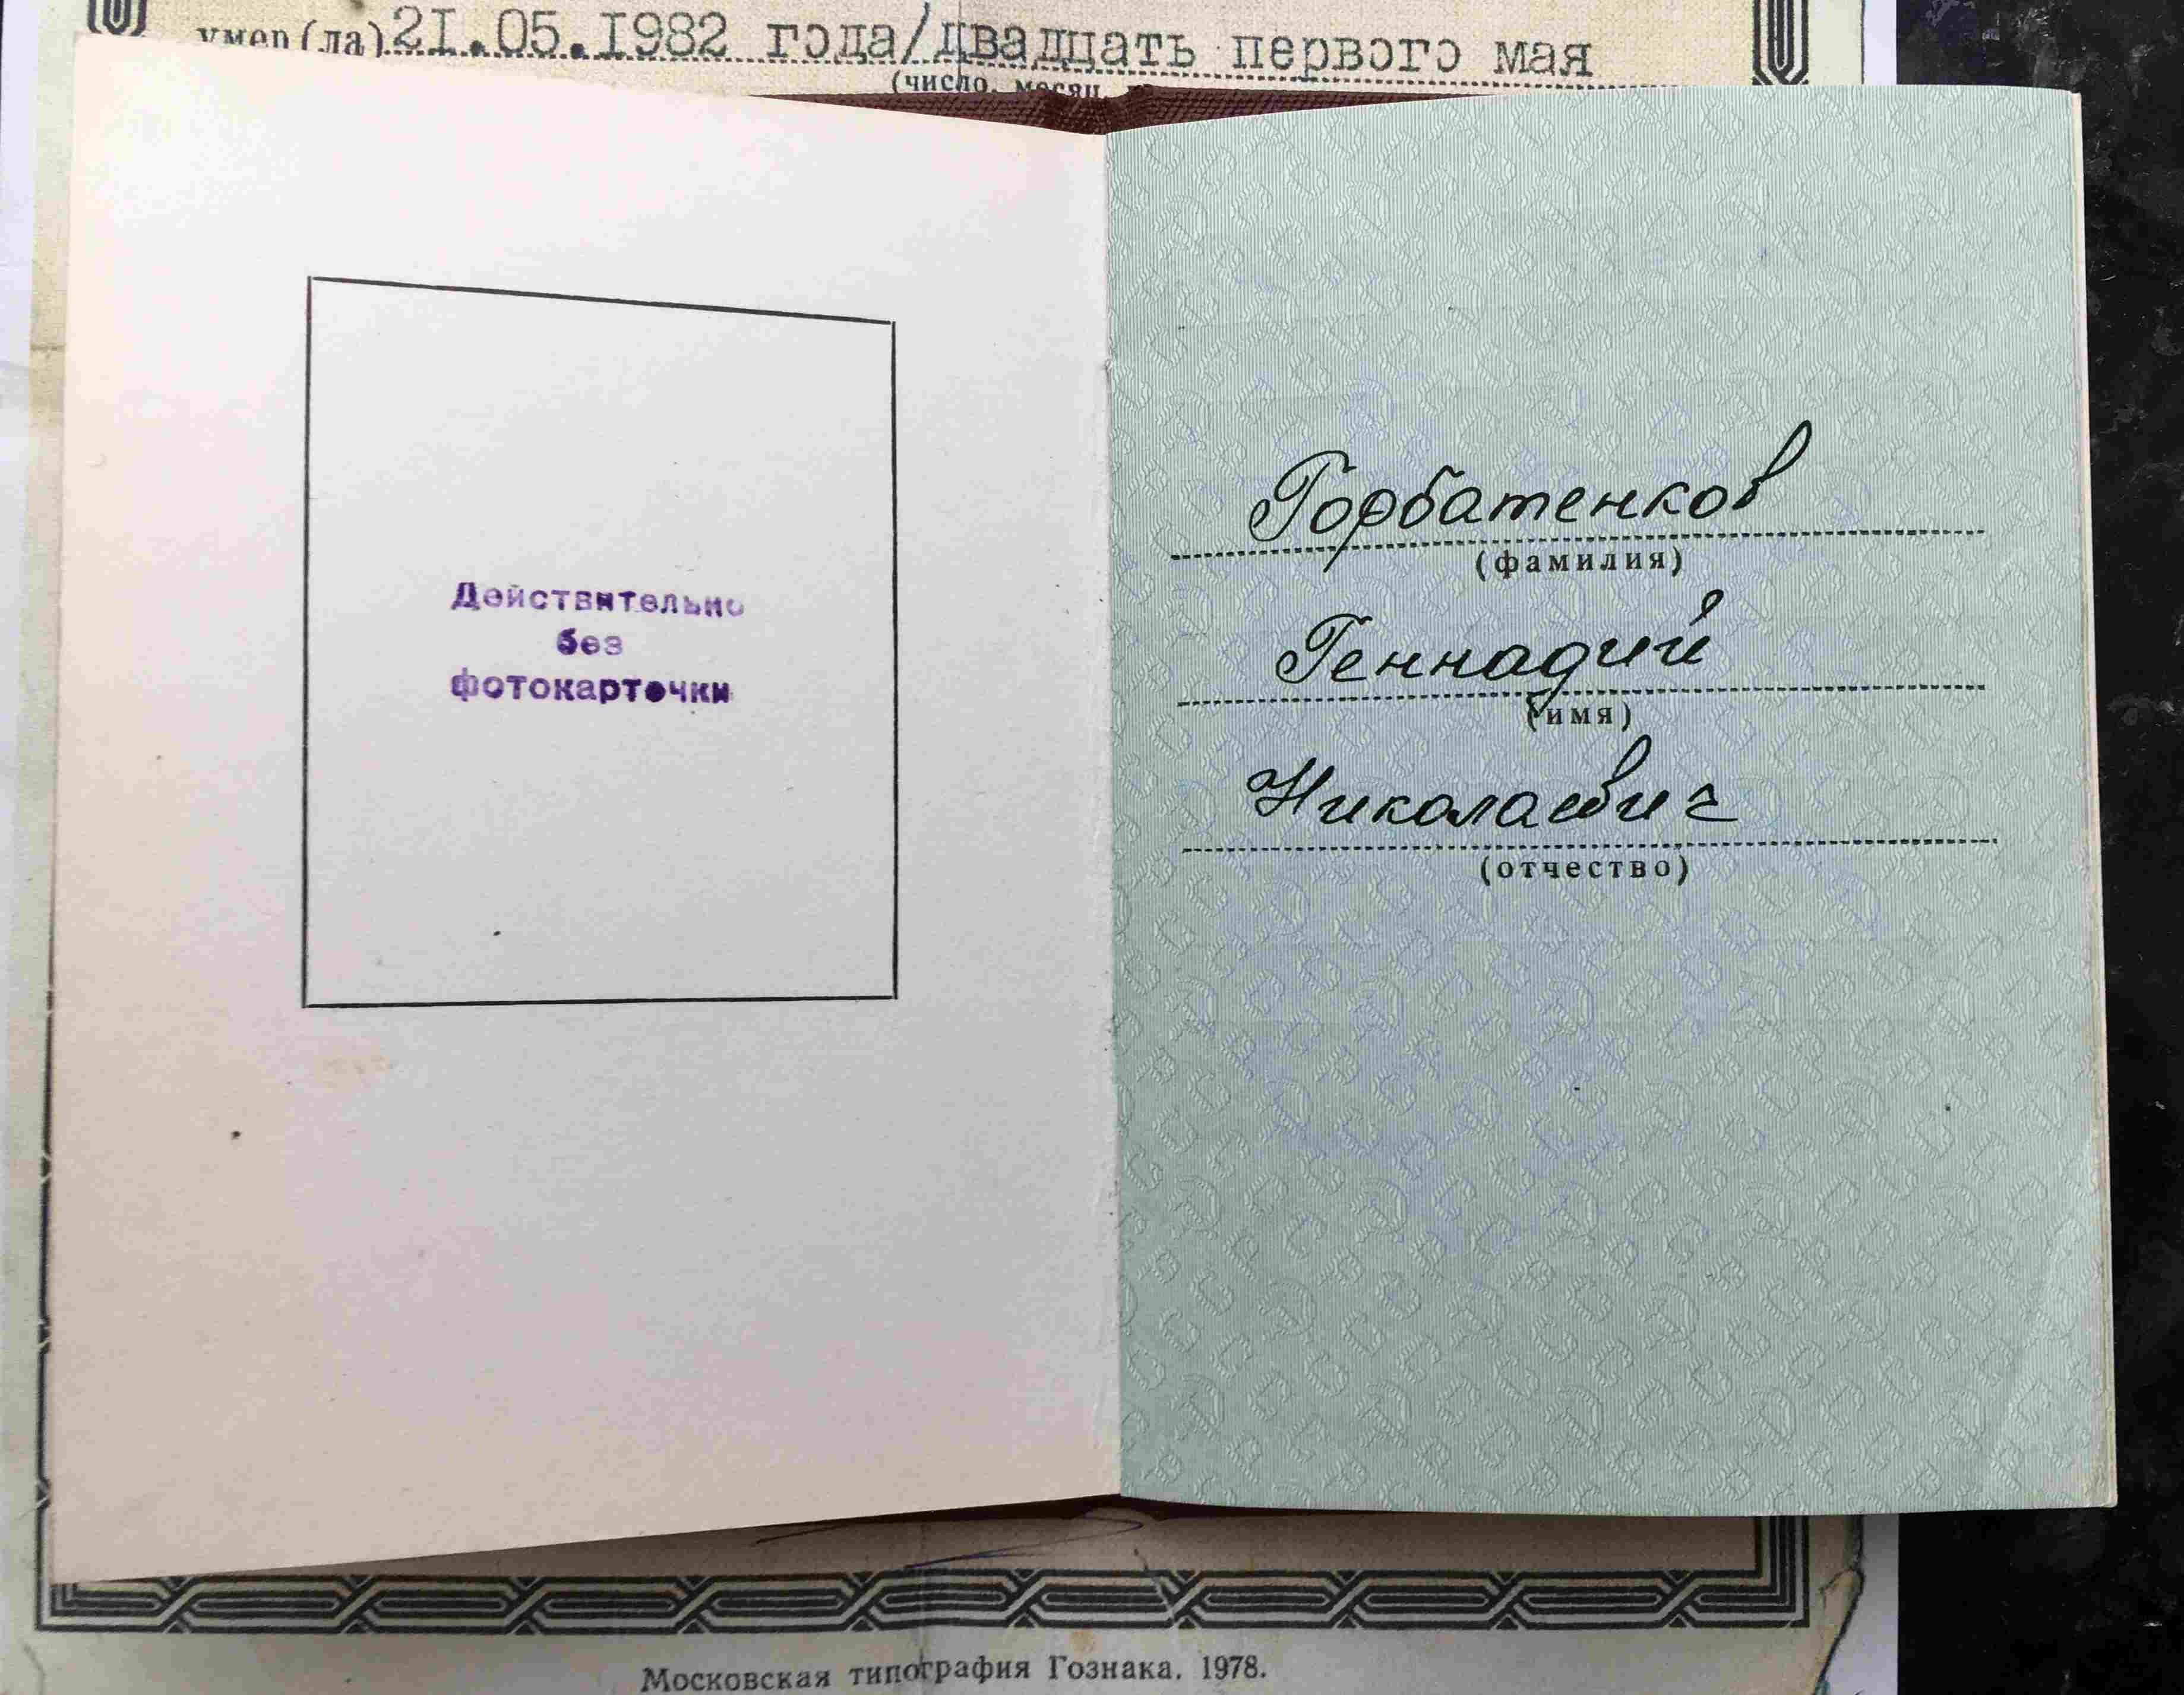 умер(ла) 21.05.1982 года/двадцать первого мая
(число, месяц,
Действительно
без
фотокарточки
Горбатенков
(фамилия)
Геннадий
(имя)
Николаевич
(отчество)
Московская типография Гознака. 1978.